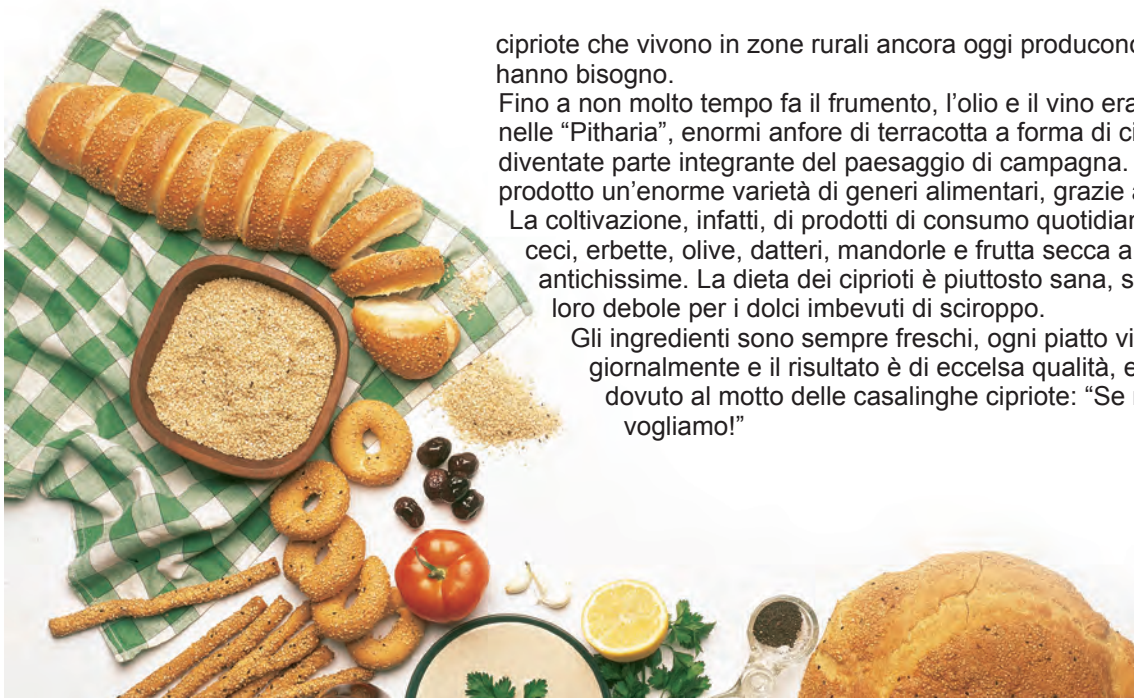 cipriote che vivono in zone rurali ancora oggi producono
hanno bisogno.
Fino a non molto tempo fa il frumento, l’olio e il vino era
nelle “Pitharia”, enormi anfore di terracotta a forma di ci
diventate parte integrante del paesaggio di campagna.
prodotto un’enorme varietà di generi alimentari, grazie a
La coltivazione, infatti, di prodotti di consumo quotidian
ceci, erbette, olive, datteri, mandorle e frutta secca a
antichissime. La dieta dei ciprioti è piuttosto sana, s
loro debole per i dolci imbevuti di sciroppo.
Gli ingredienti sono sempre freschi, ogni piatto vi
giornalmente e il risultato è di eccelsa qualità, e
dovuto al motto delle casalinghe cipriote: “Se
vogliamo!”